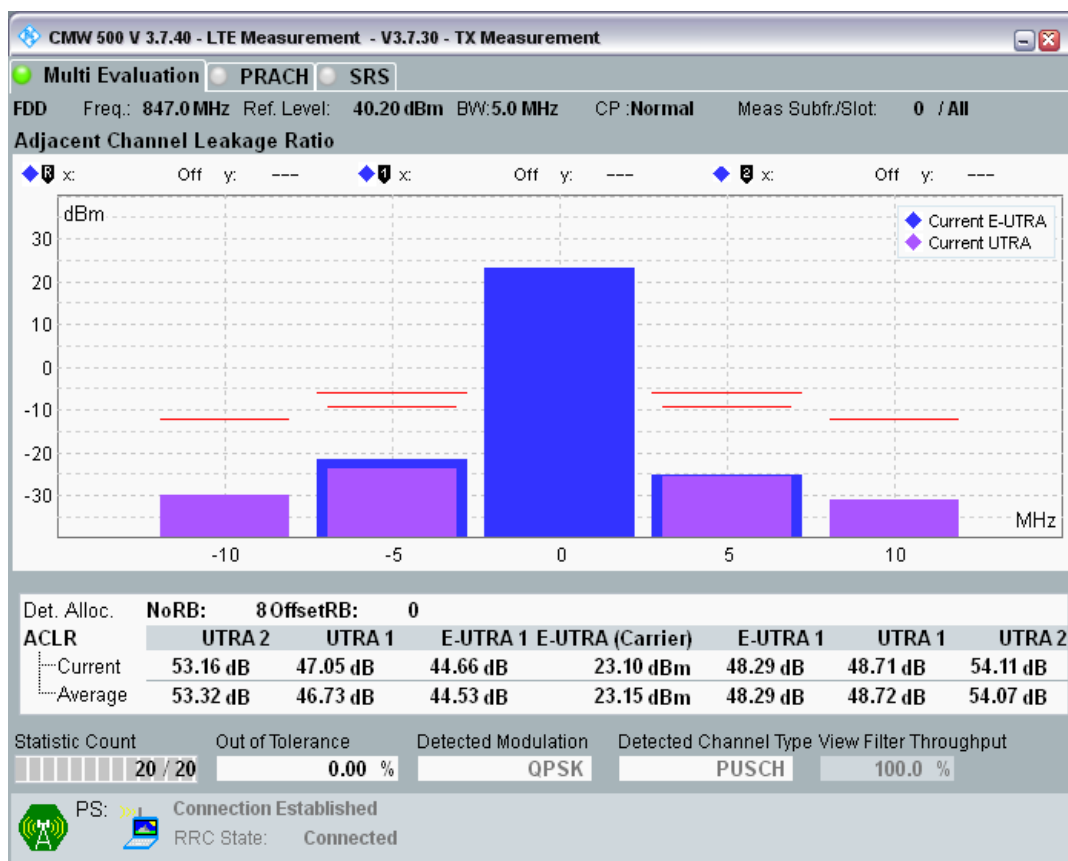 CMW 500 V 3.7.40 - LTE Measurement - V3.7.30 - TX Measurement
Multi Evaluation PRACH SRS
FDD Freq.: 847.0 MHz Ref. Level: 40.20 dBm BW:5.0 MHz CP :Normal Meas Subfr./Slot: 0 / All
Adjacent Channel Leakage Ratio
R x: Off y: --- 1 x: Off y: --- 2 x: Off y: ---
dBm
Current E-UTRA
Current UTRA
30
20
10
0
-10
-20
-30
MHz
-10 -5 0 5 10
Det. Alloc. NoRB: 8 OffsetRB: 0
ACLR UTRA 2 UTRA 1 E-UTRA 1 E-UTRA (Carrier) E-UTRA 1 UTRA 1 UTRA 2
Current 53.16 dB 47.05 dB 44.66 dB 23.10 dBm 48.29 dB 48.71 dB 54.11 dB
Average 53.32 dB 46.73 dB 44.53 dB 23.15 dBm 48.29 dB 48.72 dB 54.07 dB
Statistic Count Out of Tolerance Detected Modulation Detected Channel Type View Filter Throughput
20 / 20 0.00 % QPSK PUSCH 100.0 %
PS: Connection Established
RRC State: Connected